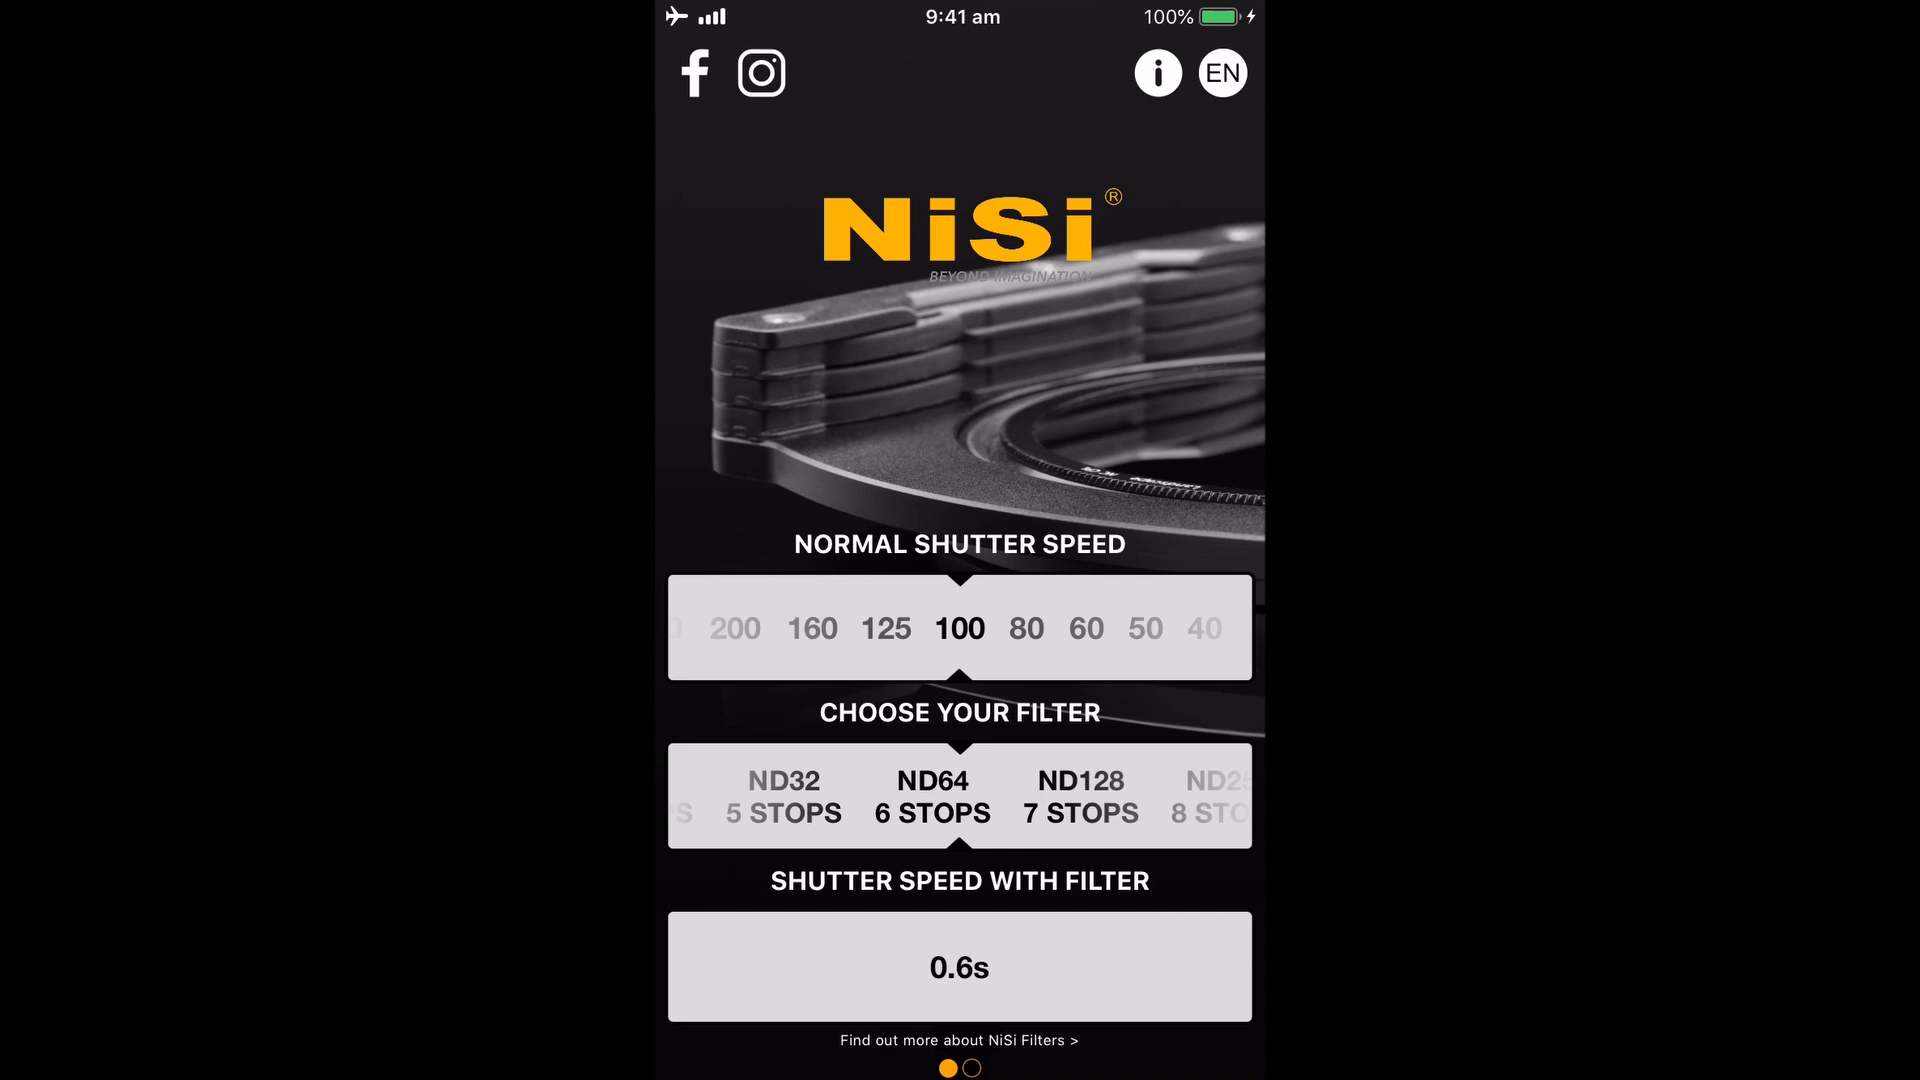 9:41 am
100%
EN
NiSi®
BEYOND IMAGINATION
Landscape
NORMAL SHUTTER SPEED
200 160 125 100 80 60 50 40
CHOOSE YOUR FILTER
ND32 ND64 ND128
5 STOPS 6 STOPS 7 STOPS 8
SHUTTER SPEED WITH FILTER
0.6s
Find out more about NiSi Filters >